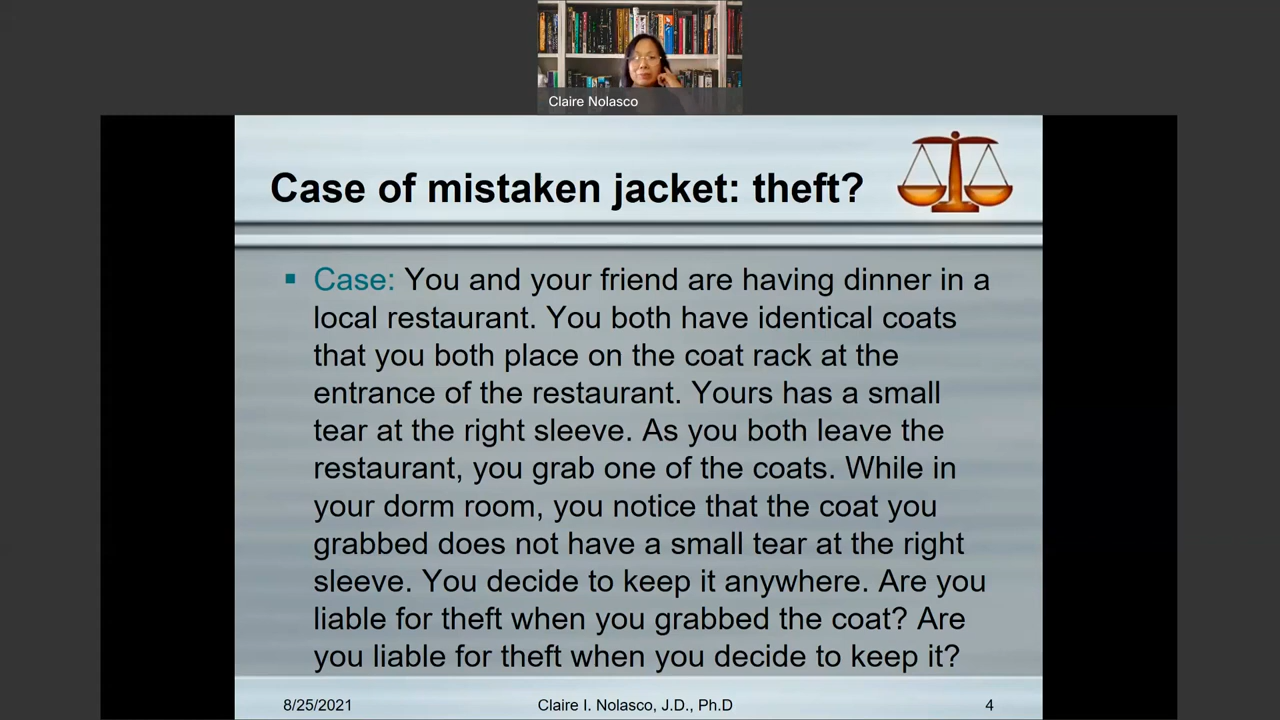 Claire Nolasco
Case of mistaken jacket: theft?
▪ Case: You and your friend are having dinner in a
local restaurant. You both have identical coats
that you both place on the coat rack at the
entrance of the restaurant. Yours has a small
tear at the right sleeve. As you both leave the
restaurant, you grab one of the coats. While in
your dorm room, you notice that the coat you
grabbed does not have a small tear at the right
sleeve. You decide to keep it anywhere. Are you
liable for theft when you grabbed the coat? Are
you liable for theft when you decide to keep it?
8/25/2021 Claire I. Nolasco, J.D., Ph.D 4